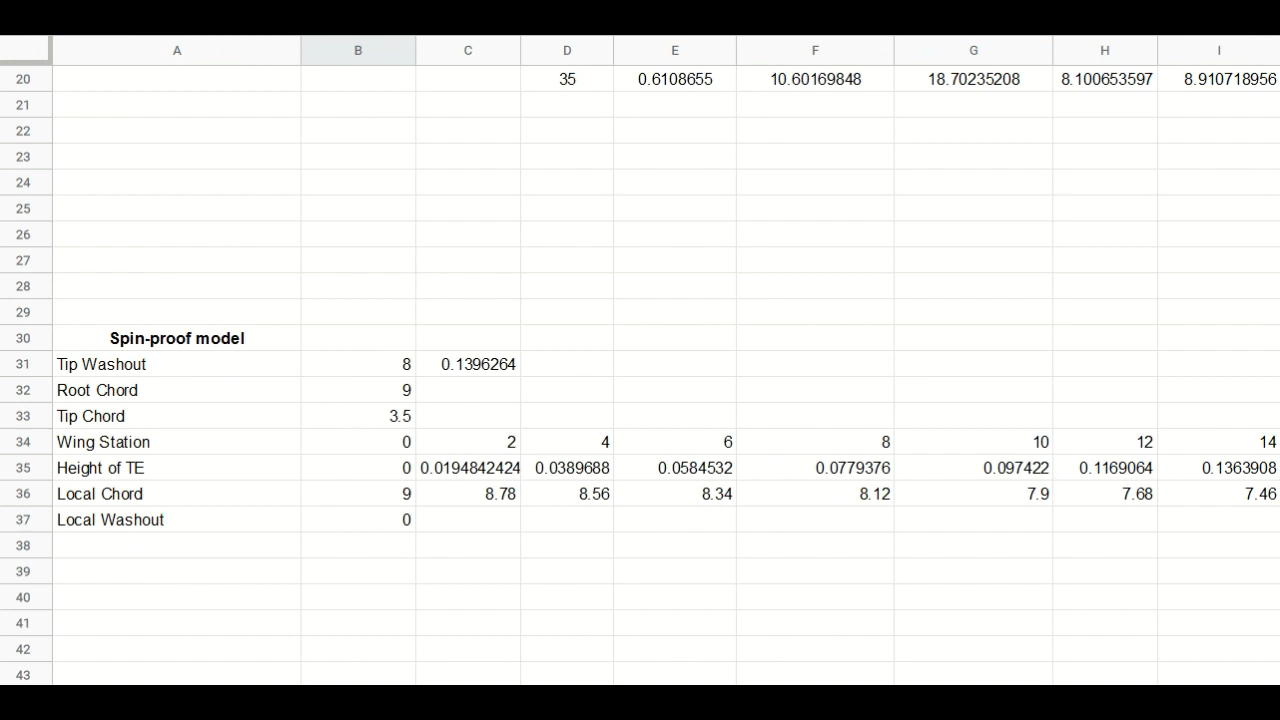 A B C D E F G H I
20 35 0.6108655 10.60169848 18.70235208 8.100653597 8.910718956
21
22
23
24
25
26
27
28
29
30 Spin-proof model
31 Tip Washout 8 0.1396264
32 Root Chord 9
33 Tip Chord 3.5
34 Wing Station 0 2 4 6 8 10 12 14
35 Height of TE 0 0.0194842424 0.0389688 0.0584532 0.0779376 0.097422 0.1169064 0.1363908
36 Local Chord 9 8.78 8.56 8.34 8.12 7.9 7.68 7.46
37 Local Washout 0
38
39
40
41
42
43